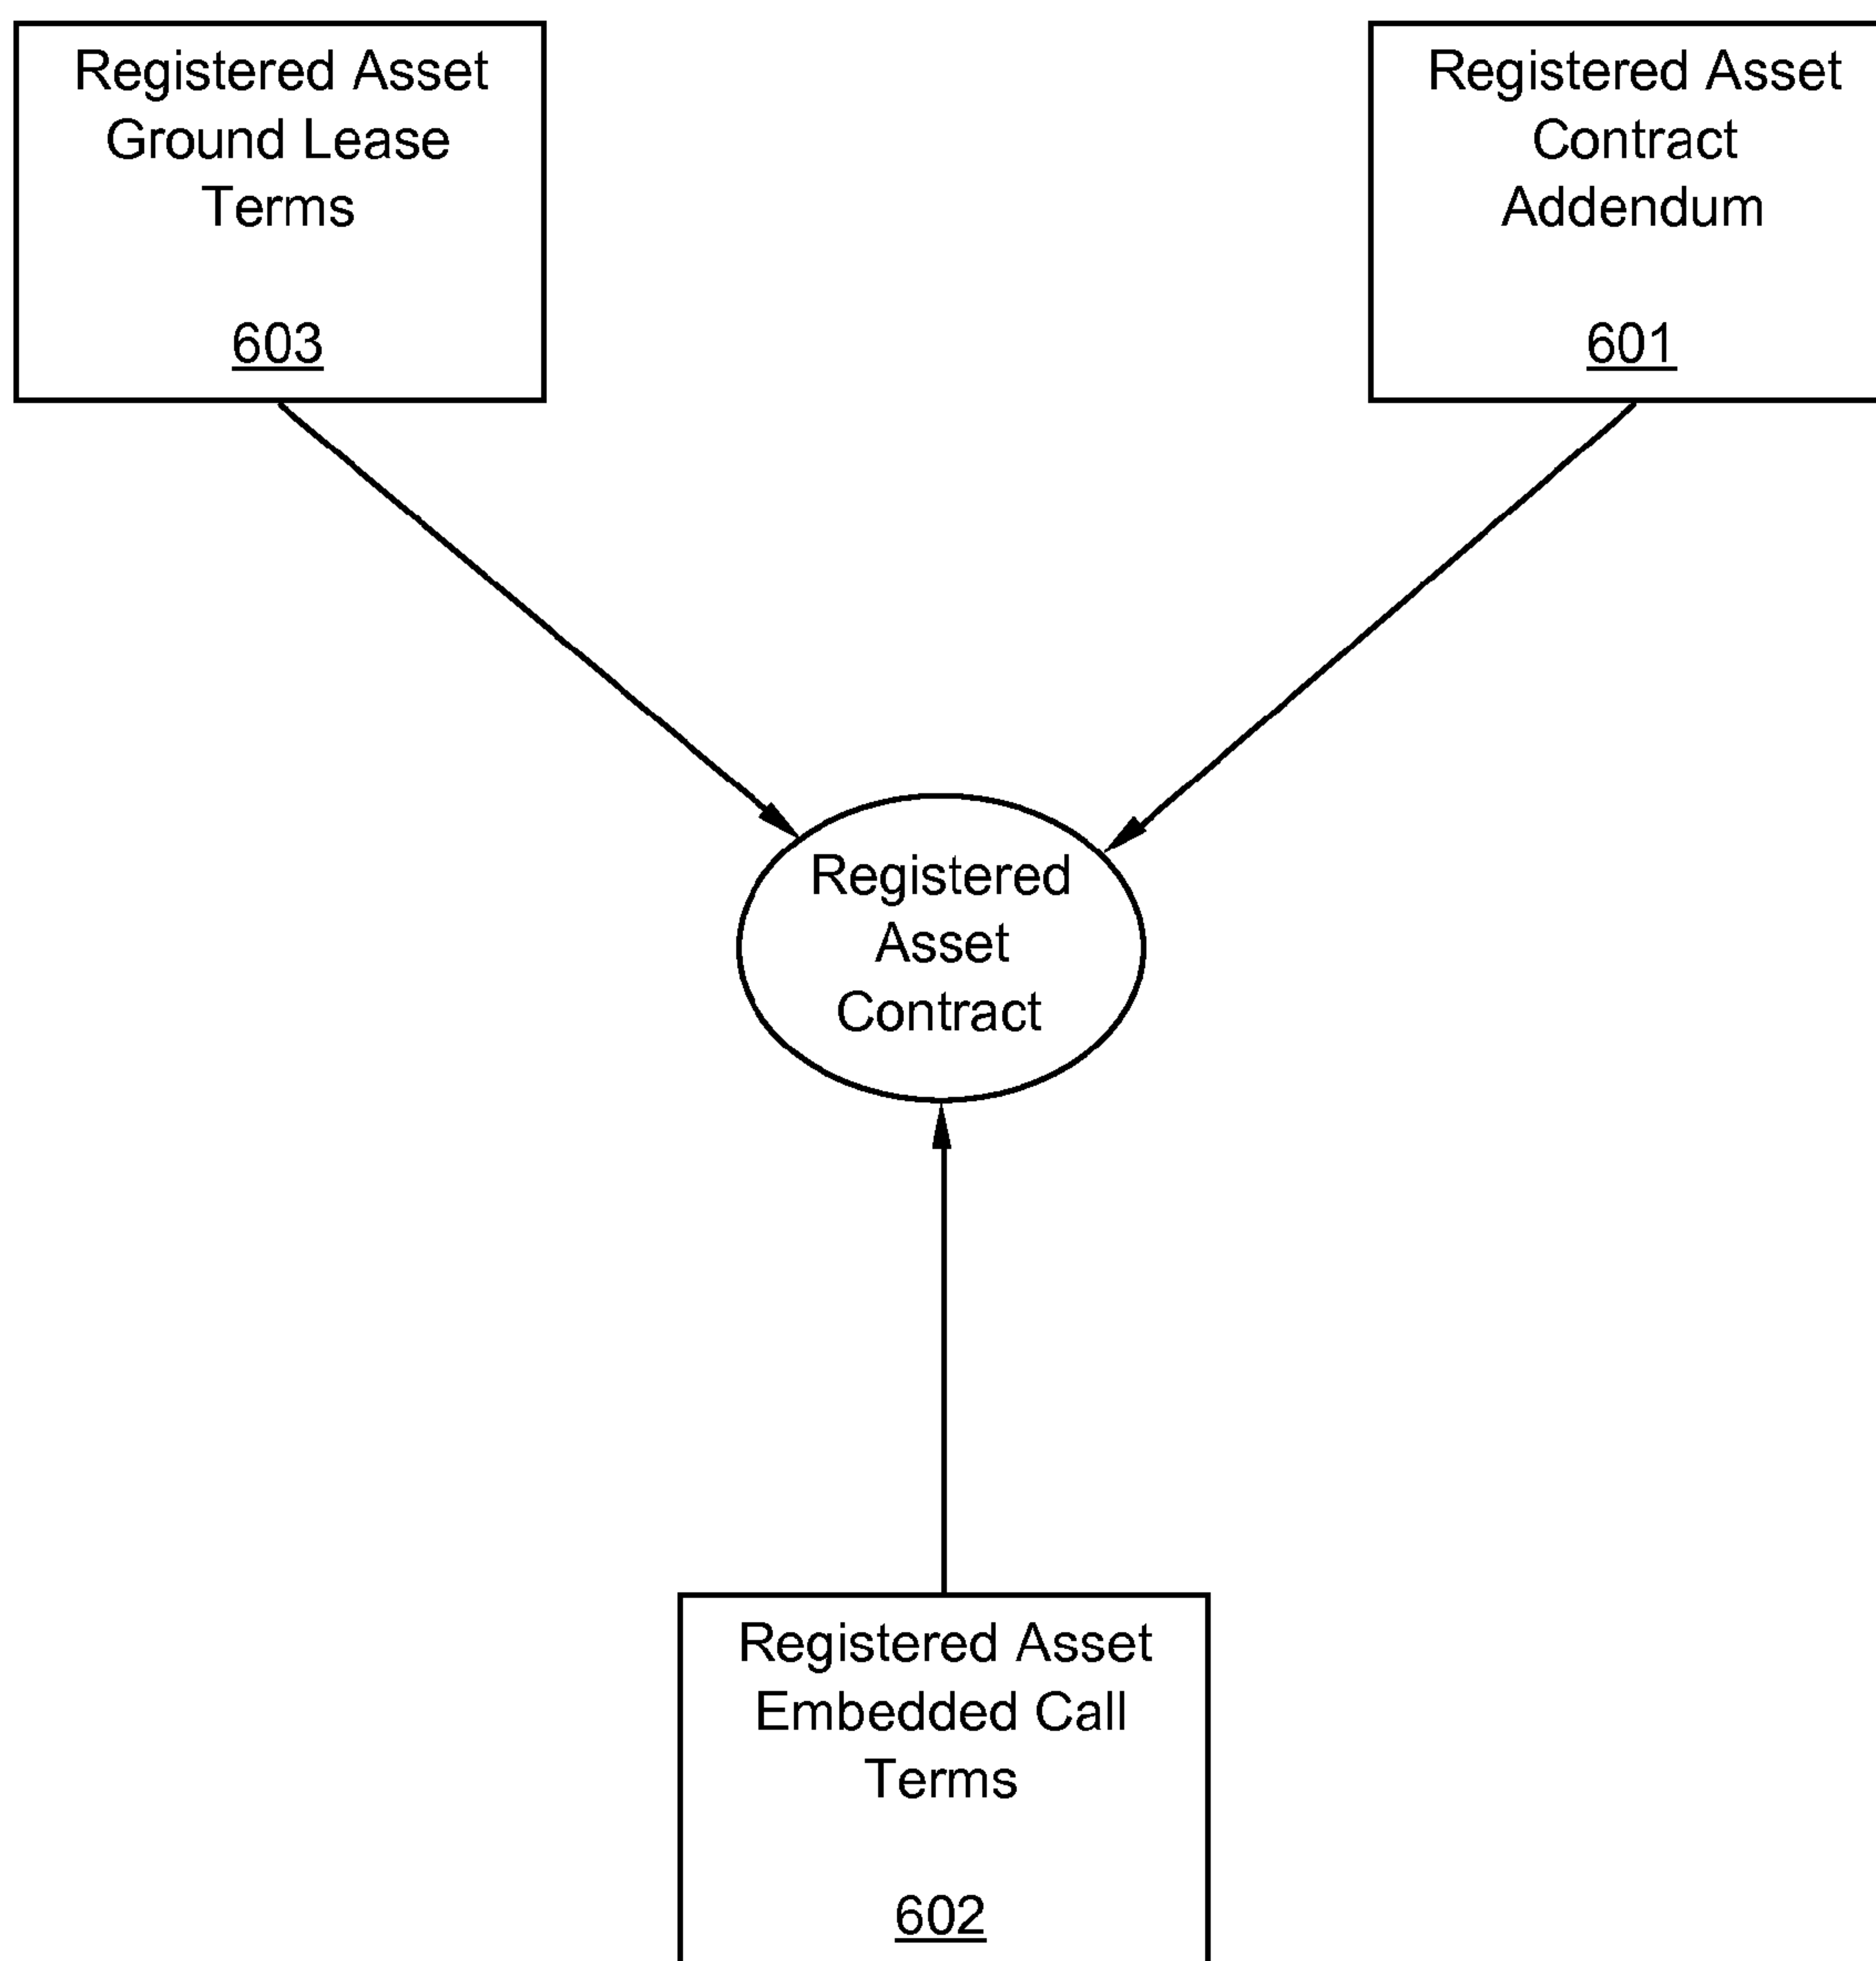 Registered Asset
Ground Lease
Terms
603
Registered Asset
Contract
Addendum
601
Registered
Asset
Contract
Registered Asset
Embedded Call
Terms
602